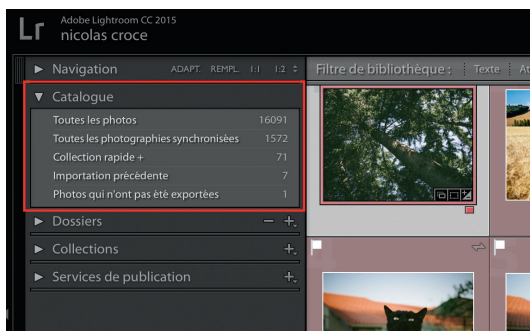 Lr Adobe Lightroom CC 2015
nicolas croce
Navigation ADAPT. REMPL. 1:1 1:2
Filtre de bibliothèque : Texte
Catalogue
Toutes les photos 16091
Toutes les photographies synchronisées 1572
Collection rapide + 71
Importation précédente 7
Photos qui n'ont pas été exportées 1
Dossiers − +
Collections +
Services de publication +